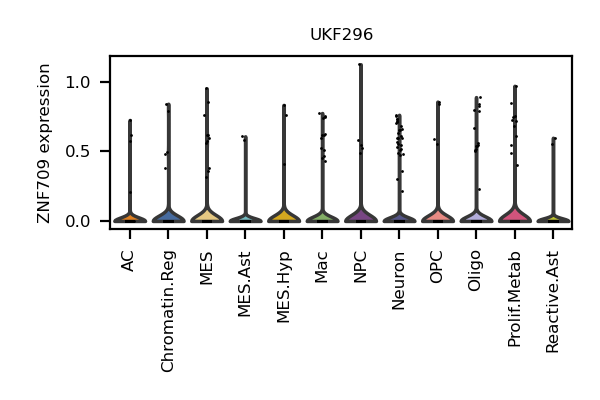 UKF296
ZNF709 expression
1.0
0.5
0.0
AC
Chromatin.Reg
MES
MES.Ast
MES.Hyp
Mac
NPC
Neuron
OPC
Oligo
Prolif.Metab
Reactive.Ast